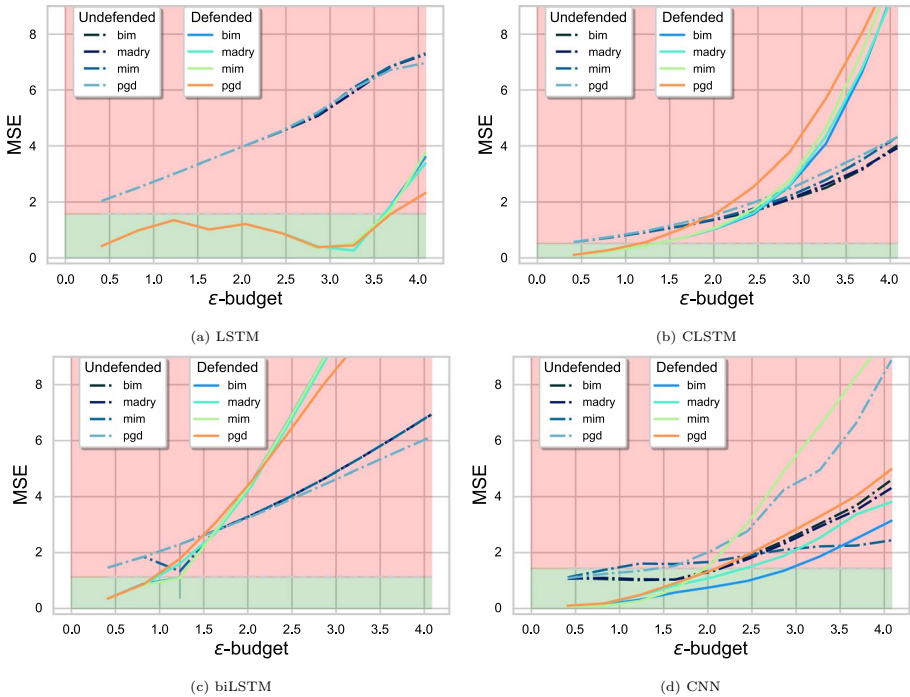 Undefended
bim
madry
mim
pgd
Defended
bim
madry
mim
pgd
MSE
8
6
4
2
0
0.0 0.5 1.0 1.5 2.0 2.5 3.0 3.5 4.0
ε-budget
(a) LSTM
Undefended
bim
madry
mim
pgd
Defended
bim
madry
mim
pgd
MSE
8
6
4
2
0
0.0 0.5 1.0 1.5 2.0 2.5 3.0 3.5 4.0
ε-budget
(b) CLSTM
Undefended
bim
madry
mim
pgd
Defended
bim
madry
mim
pgd
MSE
8
6
4
2
0
0.0 0.5 1.0 1.5 2.0 2.5 3.0 3.5 4.0
ε-budget
(c) biLSTM
Undefended
bim
madry
mim
pgd
Defended
bim
madry
mim
pgd
MSE
8
6
4
2
0
0.0 0.5 1.0 1.5 2.0 2.5 3.0 3.5 4.0
ε-budget
(d) CNN